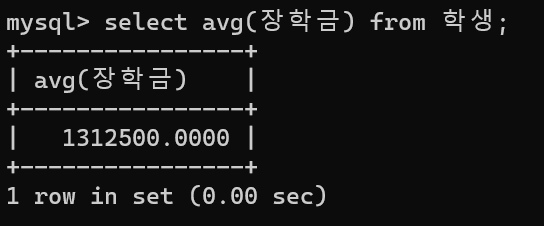 mysql> select avg(장학금) from 학생;
+----------------+
| avg(장학금)    |
+----------------+
|   1312500.0000 |
+----------------+
1 row in set (0.00 sec)